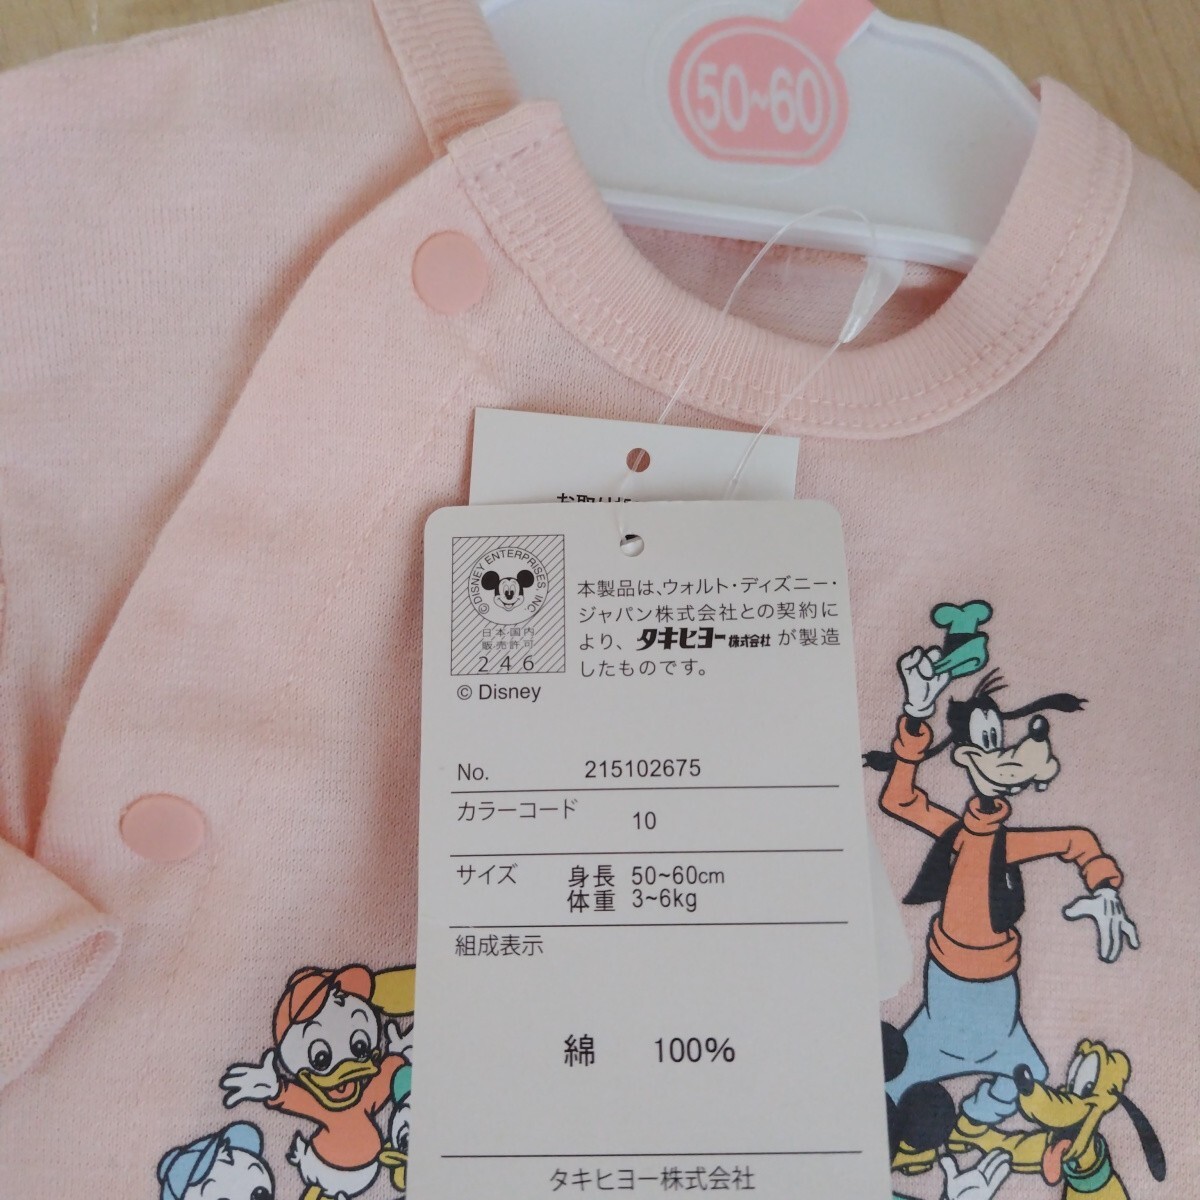 50~60
© DISNEY ENTERPRISES, INC
日本・国内
販売許可
246
© Disney
本製品は、ウォルト・ディズニー・
ジャパン株式会社との契約に
より、タキヒヨー株式会社が製造
したものです。
No. 215102675
カラーコード 10
サイズ 身長 50~60cm
体重 3~6kg
組成表示
綿 100%
タキヒヨー株式会社